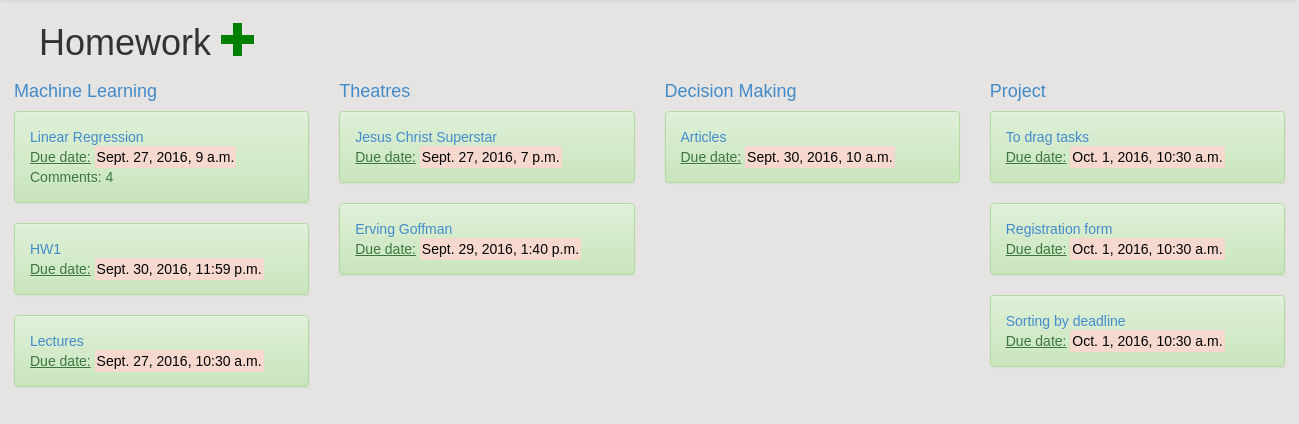 Homework
Machine Learning
Linear Regression
Due date: Sept. 27, 2016, 9 a.m.
Comments: 4
HW1
Due date: Sept. 30, 2016, 11:59 p.m.
Lectures
Due date: Sept. 27, 2016, 10:30 a.m.
Theatres
Jesus Christ Superstar
Due date: Sept. 27, 2016, 7 p.m.
Erving Goffman
Due date: Sept. 29, 2016, 1:40 p.m.
Decision Making
Articles
Due date: Sept. 30, 2016, 10 a.m.
Project
To drag tasks
Due date: Oct. 1, 2016, 10:30 a.m.
Registration form
Due date: Oct. 1, 2016, 10:30 a.m.
Sorting by deadline
Due date: Oct. 1, 2016, 10:30 a.m.